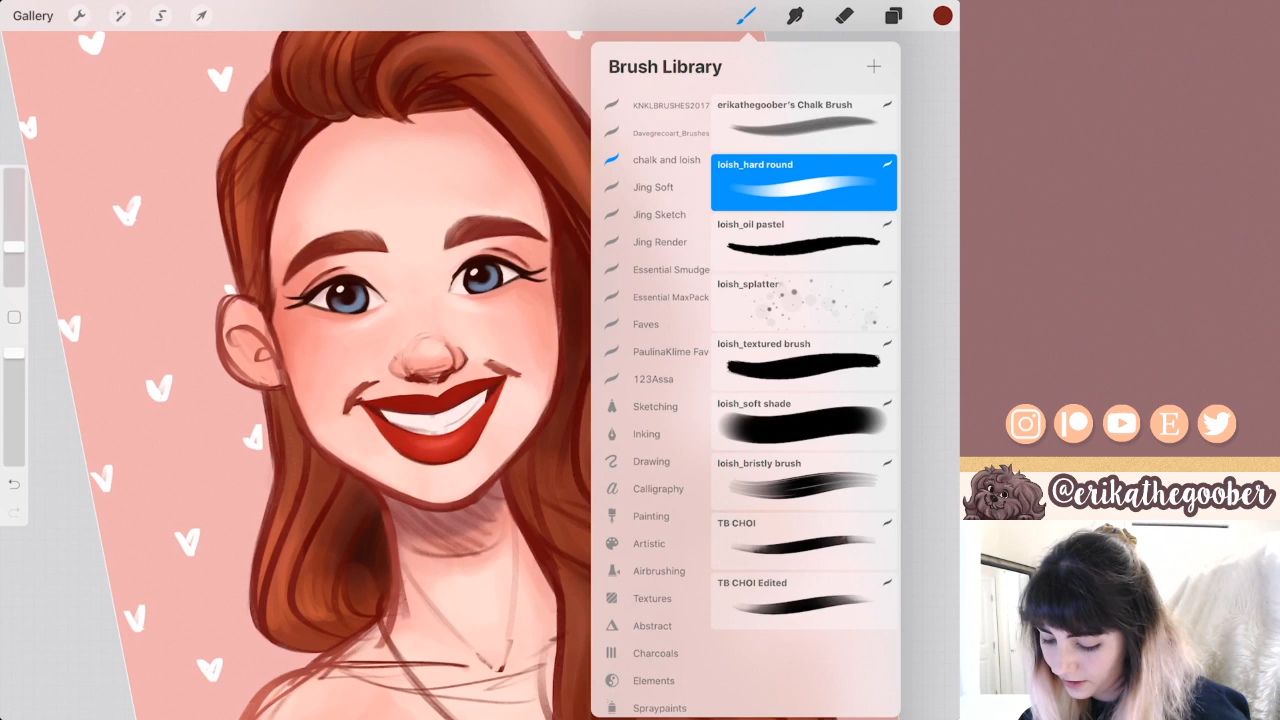 Gallery
Brush Library
KNKLBRUSHES2017
Davegrecoart_Brushes
chalk and loish
Jing Soft
Jing Sketch
Jing Render
Essential Smudge
Essential MaxPack
Faves
PaulinaKlime Fav
123Assa
Sketching
Inking
Drawing
Calligraphy
Painting
Artistic
Airbrushing
Textures
Abstract
Charcoals
Elements
Spraypaints
erikathegoober's Chalk Brush
loish_hard round
loish_oil pastel
loish_splatter
loish_textured brush
loish_soft shade
loish_bristly brush
TB CHOI
TB CHOI Edited
E
@erikathegoober